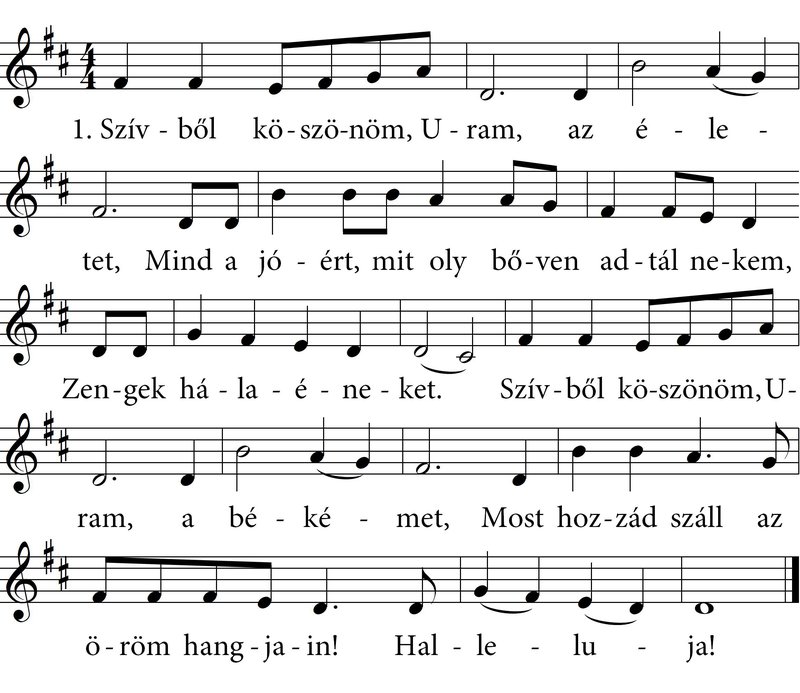 4
4
1. Szív - ből kö - szö - nöm, U - ram, az é - le -
tet, Mind a jó - ért, mit oly bő - ven ad - tál ne - kem,
Zen - gek há - la - é - ne - ket. Szív - ből kö - szö - nöm, U -
ram, a bé - ké - met, Most hoz - zád száll az
ö - röm hang - ja - in! Hal - le - lu - ja!